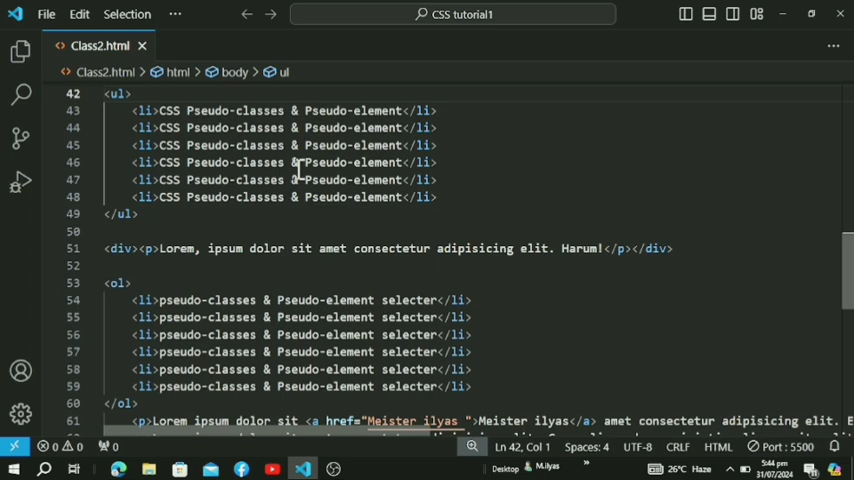 File Edit Selection ··· CSS tutorial1
Class2.html
Class2.html > html > body > ul
42 <ul>
43 <li>CSS Pseudo-classes & Pseudo-element</li>
44 <li>CSS Pseudo-classes & Pseudo-element</li>
45 <li>CSS Pseudo-classes & Pseudo-element</li>
46 <li>CSS Pseudo-classes & Pseudo-element</li>
47 <li>CSS Pseudo-classes & Pseudo-element</li>
48 <li>CSS Pseudo-classes & Pseudo-element</li>
49 </ul>
50
51 <div><p>Lorem, ipsum dolor sit amet consectetur adipisicing elit. Harum!</p></div>
52
53 <ol>
54 <li>pseudo-classes & Pseudo-element selecter</li>
55 <li>pseudo-classes & Pseudo-element selecter</li>
56 <li>pseudo-classes & Pseudo-element selecter</li>
57 <li>pseudo-classes & Pseudo-element selecter</li>
58 <li>pseudo-classes & Pseudo-element selecter</li>
59 <li>pseudo-classes & Pseudo-element selecter</li>
60 </ol>
61 <p>Lorem ipsum dolor sit <a href="Meister ilyas ">Meister ilyas</a> amet consectetur adipisicing elit. E
0 0 0 Ln 42, Col 1 Spaces: 4 UTF-8 CRLF HTML Port : 5500
Desktop M.ilyas » 26°C Haze 5:44 pm
31/07/2024